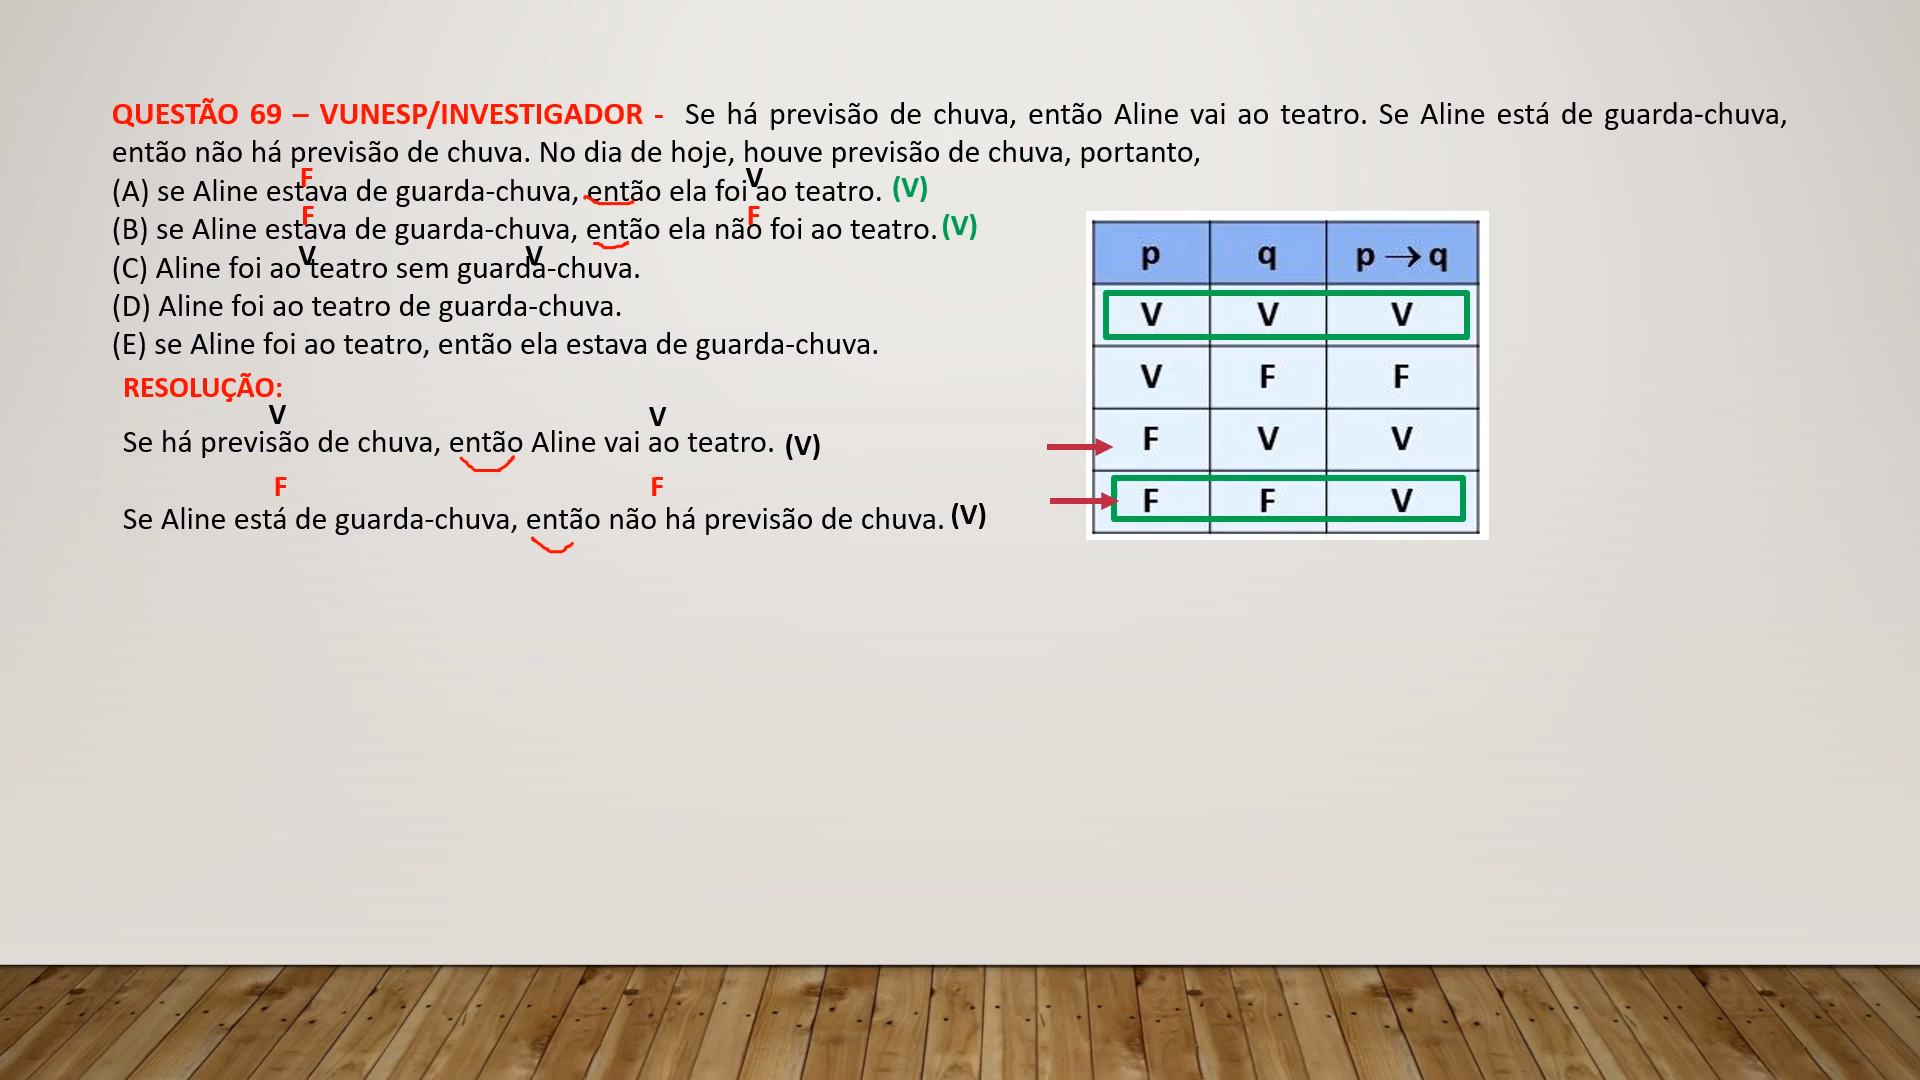 QUESTÃO 69 – VUNESP/INVESTIGADOR - Se há previsão de chuva, então Aline vai ao teatro. Se Aline está de guarda-chuva,
então não há previsão de chuva. No dia de hoje, houve previsão de chuva, portanto,
F V
(A) se Aline estava de guarda-chuva, então ela foi ao teatro. (V)
F F
(B) se Aline estava de guarda-chuva, então ela não foi ao teatro. (V)
V V
(C) Aline foi ao teatro sem guarda-chuva.
(D) Aline foi ao teatro de guarda-chuva.
(E) se Aline foi ao teatro, então ela estava de guarda-chuva.
RESOLUÇÃO:
V V
Se há previsão de chuva, então Aline vai ao teatro. (V)
F F
Se Aline está de guarda-chuva, então não há previsão de chuva. (V)
p q p → q
V V V
V F F
F V V
F F V